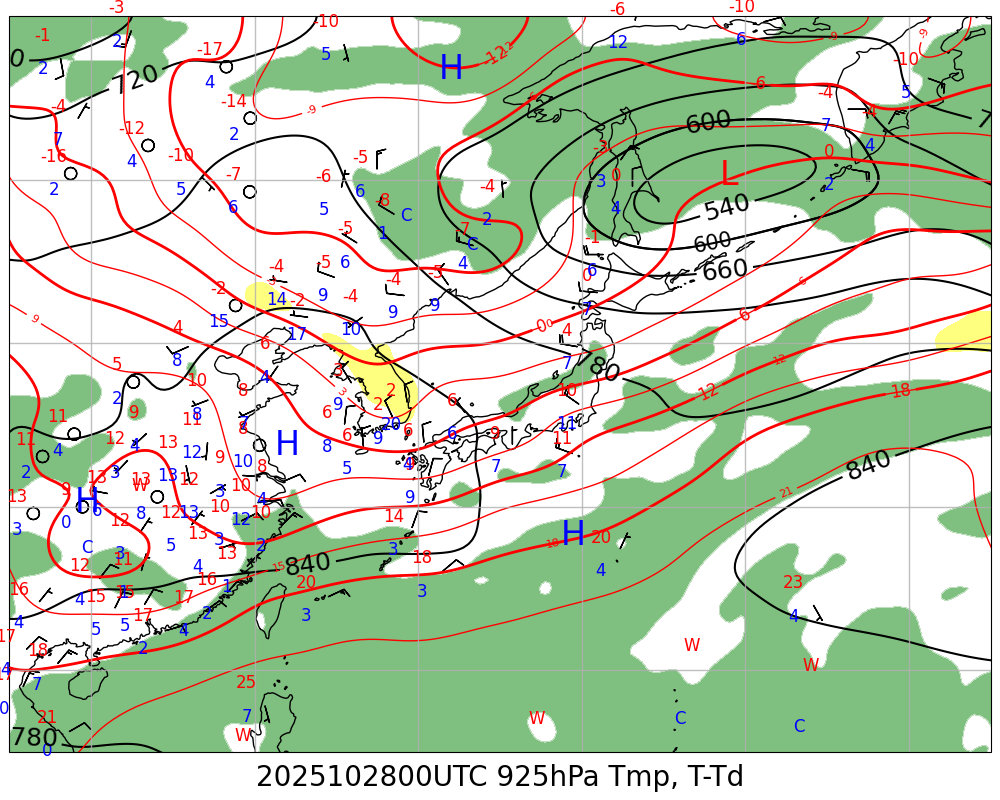 -3 -10 -6 -10
-1 2 -17 5 H -12 12 6 -9 -10
0 2 720 4 -9 -6 5
-4 -14 600 -4 -4
7 -12 2 7 4
-16 4 -10 -5 -3 0
2 5 -7 -6 6 -4 3 0 L 2
6 5 -8 C 2 4 540
-5 1 -7 C -1 600
-4 -5 6 4 6 660
-2 14 -2 9 -4 -4 -3 0 6
15 17 10 9 9 7 6
9 4 6 0 4
8 5 4 7 80 12 18
2 10 8 3 2 6 10 12
11 9 8 11 6 9 2 20 6 9 11 11
11 4 12 4 13 12 9 H 8 9 5 4 7 7 840
2 13 3 W 13 12 10 8 9 21
13 9 H 6 8 12 13 10 12 10 4 14 H 20
3 0 12 5 13 3 2 3 18 18
C 3 12 11 4 13 15 840 4 23
16 4 15 15 16 17 1 20 3 3 4
4 5 5 17 4 2 W
17 18 2 W
4 7 25
21 7 W W C C
780 0
2025102800UTC 925hPa Tmp, T-Td